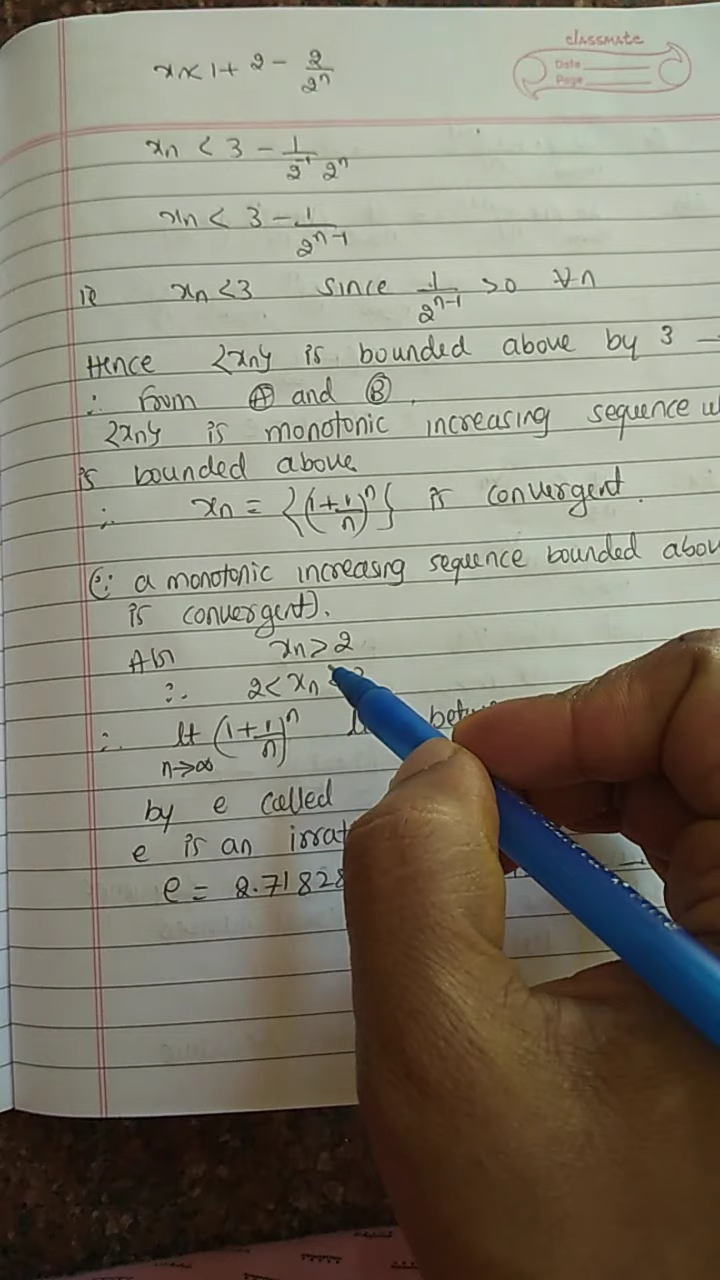 classmate
Date
Page
xn < 1 + 2 - 2/2^n
xn < 3 - 1/2^-1 2^n
xn < 3 - 1/2^n-1
ie xn < 3 since 1/2^n-1 > 0 ∀n
Hence {xn} is bounded above by 3 -
∴ From Ⓐ and Ⓑ,
{xn} is monotonic increasing sequence
is bounded above
∴ xn = {(1+1/n)^n} is convergent.
(∵ a monotonic increasing sequence bounded abov
is convergent).
Also xn > 2
∴ 2 < xn
∴ lt n→∞ (1+1/n)^n
by e called
e is an irrat
e = 2.71828